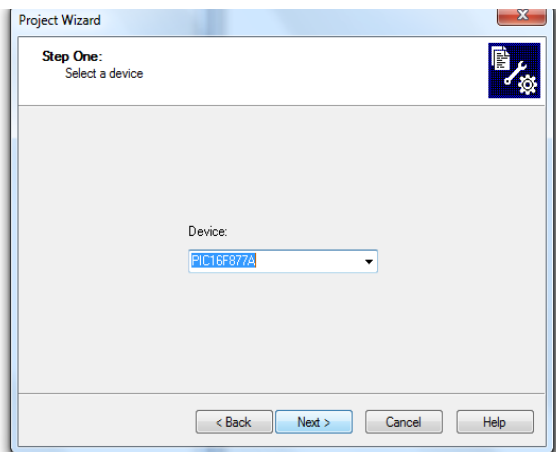 Project Wizard
Step One:
Select a device
Device:
PIC16F877A
< Back
Next >
Cancel
Help